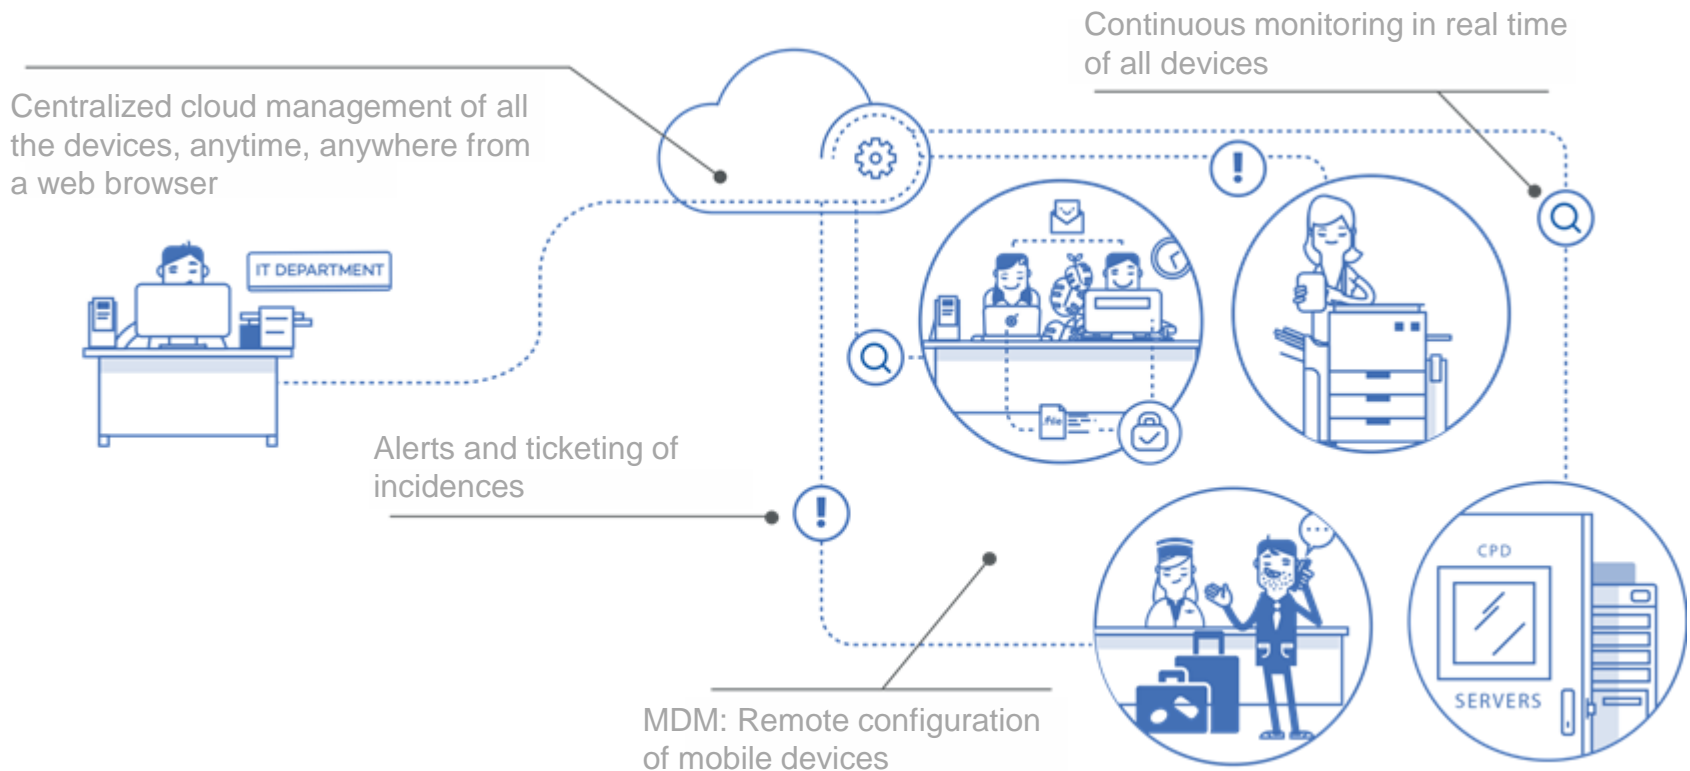 Continuous monitoring in real time
of all devices
Centralized cloud management of all
the devices, anytime, anywhere from
a web browser
IT DEPARTMENT
.file
Alerts and ticketing of
incidences
CPD
SERVERS
MDM: Remote configuration
of mobile devices